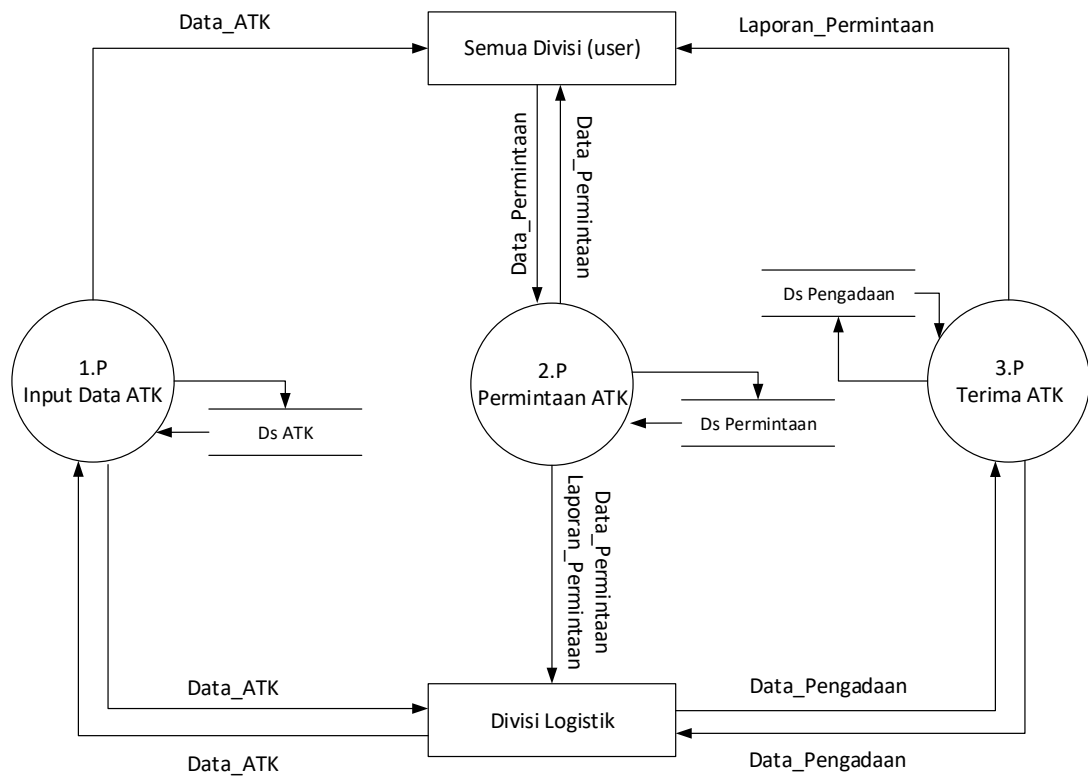 Data_ATK
Semua Divisi (user)
Laporan_Permintaan
Data_Permintaan
Data_Permintaan
Ds Pengadaan
1.P
Input Data ATK
2.P
Permintaan ATK
3.P
Terima ATK
Ds ATK
Ds Permintaan
Data_Permintaan
Laporan_Permintaan
Data_ATK
Divisi Logistik
Data_Pengadaan
Data_ATK
Data_Pengadaan